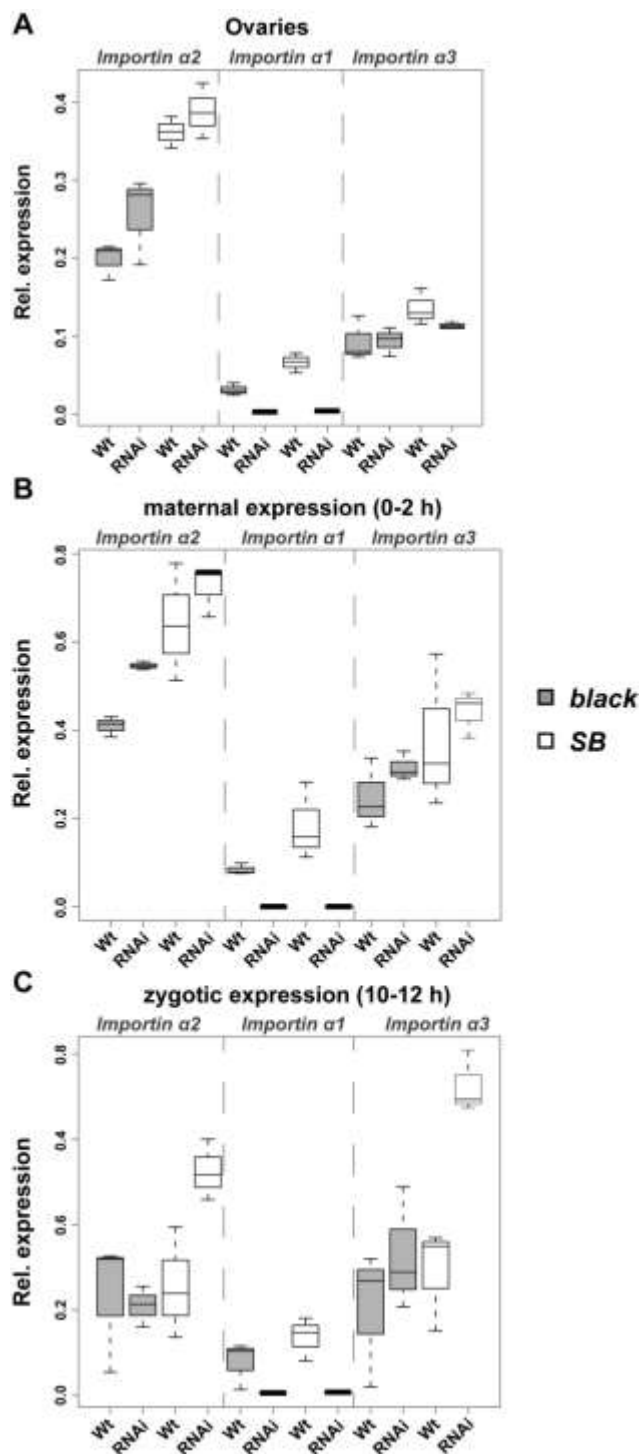 A
Ovaries
Importin α2 Importin α1 Importin α3
Rel. expression
0.4
0.3
0.2
0.1
0.0
Wt RNAi Wt RNAi Wt RNAi Wt RNAi Wt RNAi Wt RNAi
B
maternal expression (0-2 h)
Importin α2 Importin α1 Importin α3
Rel. expression
0.8
0.6
0.4
0.2
0.0
Wt RNAi Wt RNAi Wt RNAi Wt RNAi Wt RNAi Wt RNAi
black
SB
C
zygotic expression (10-12 h)
Importin α2 Importin α1 Importin α3
Rel. expression
0.8
0.4
0.6
0.2
0.0
Wt RNAi Wt RNAi Wt RNAi Wt RNAi Wt RNAi Wt RNAi